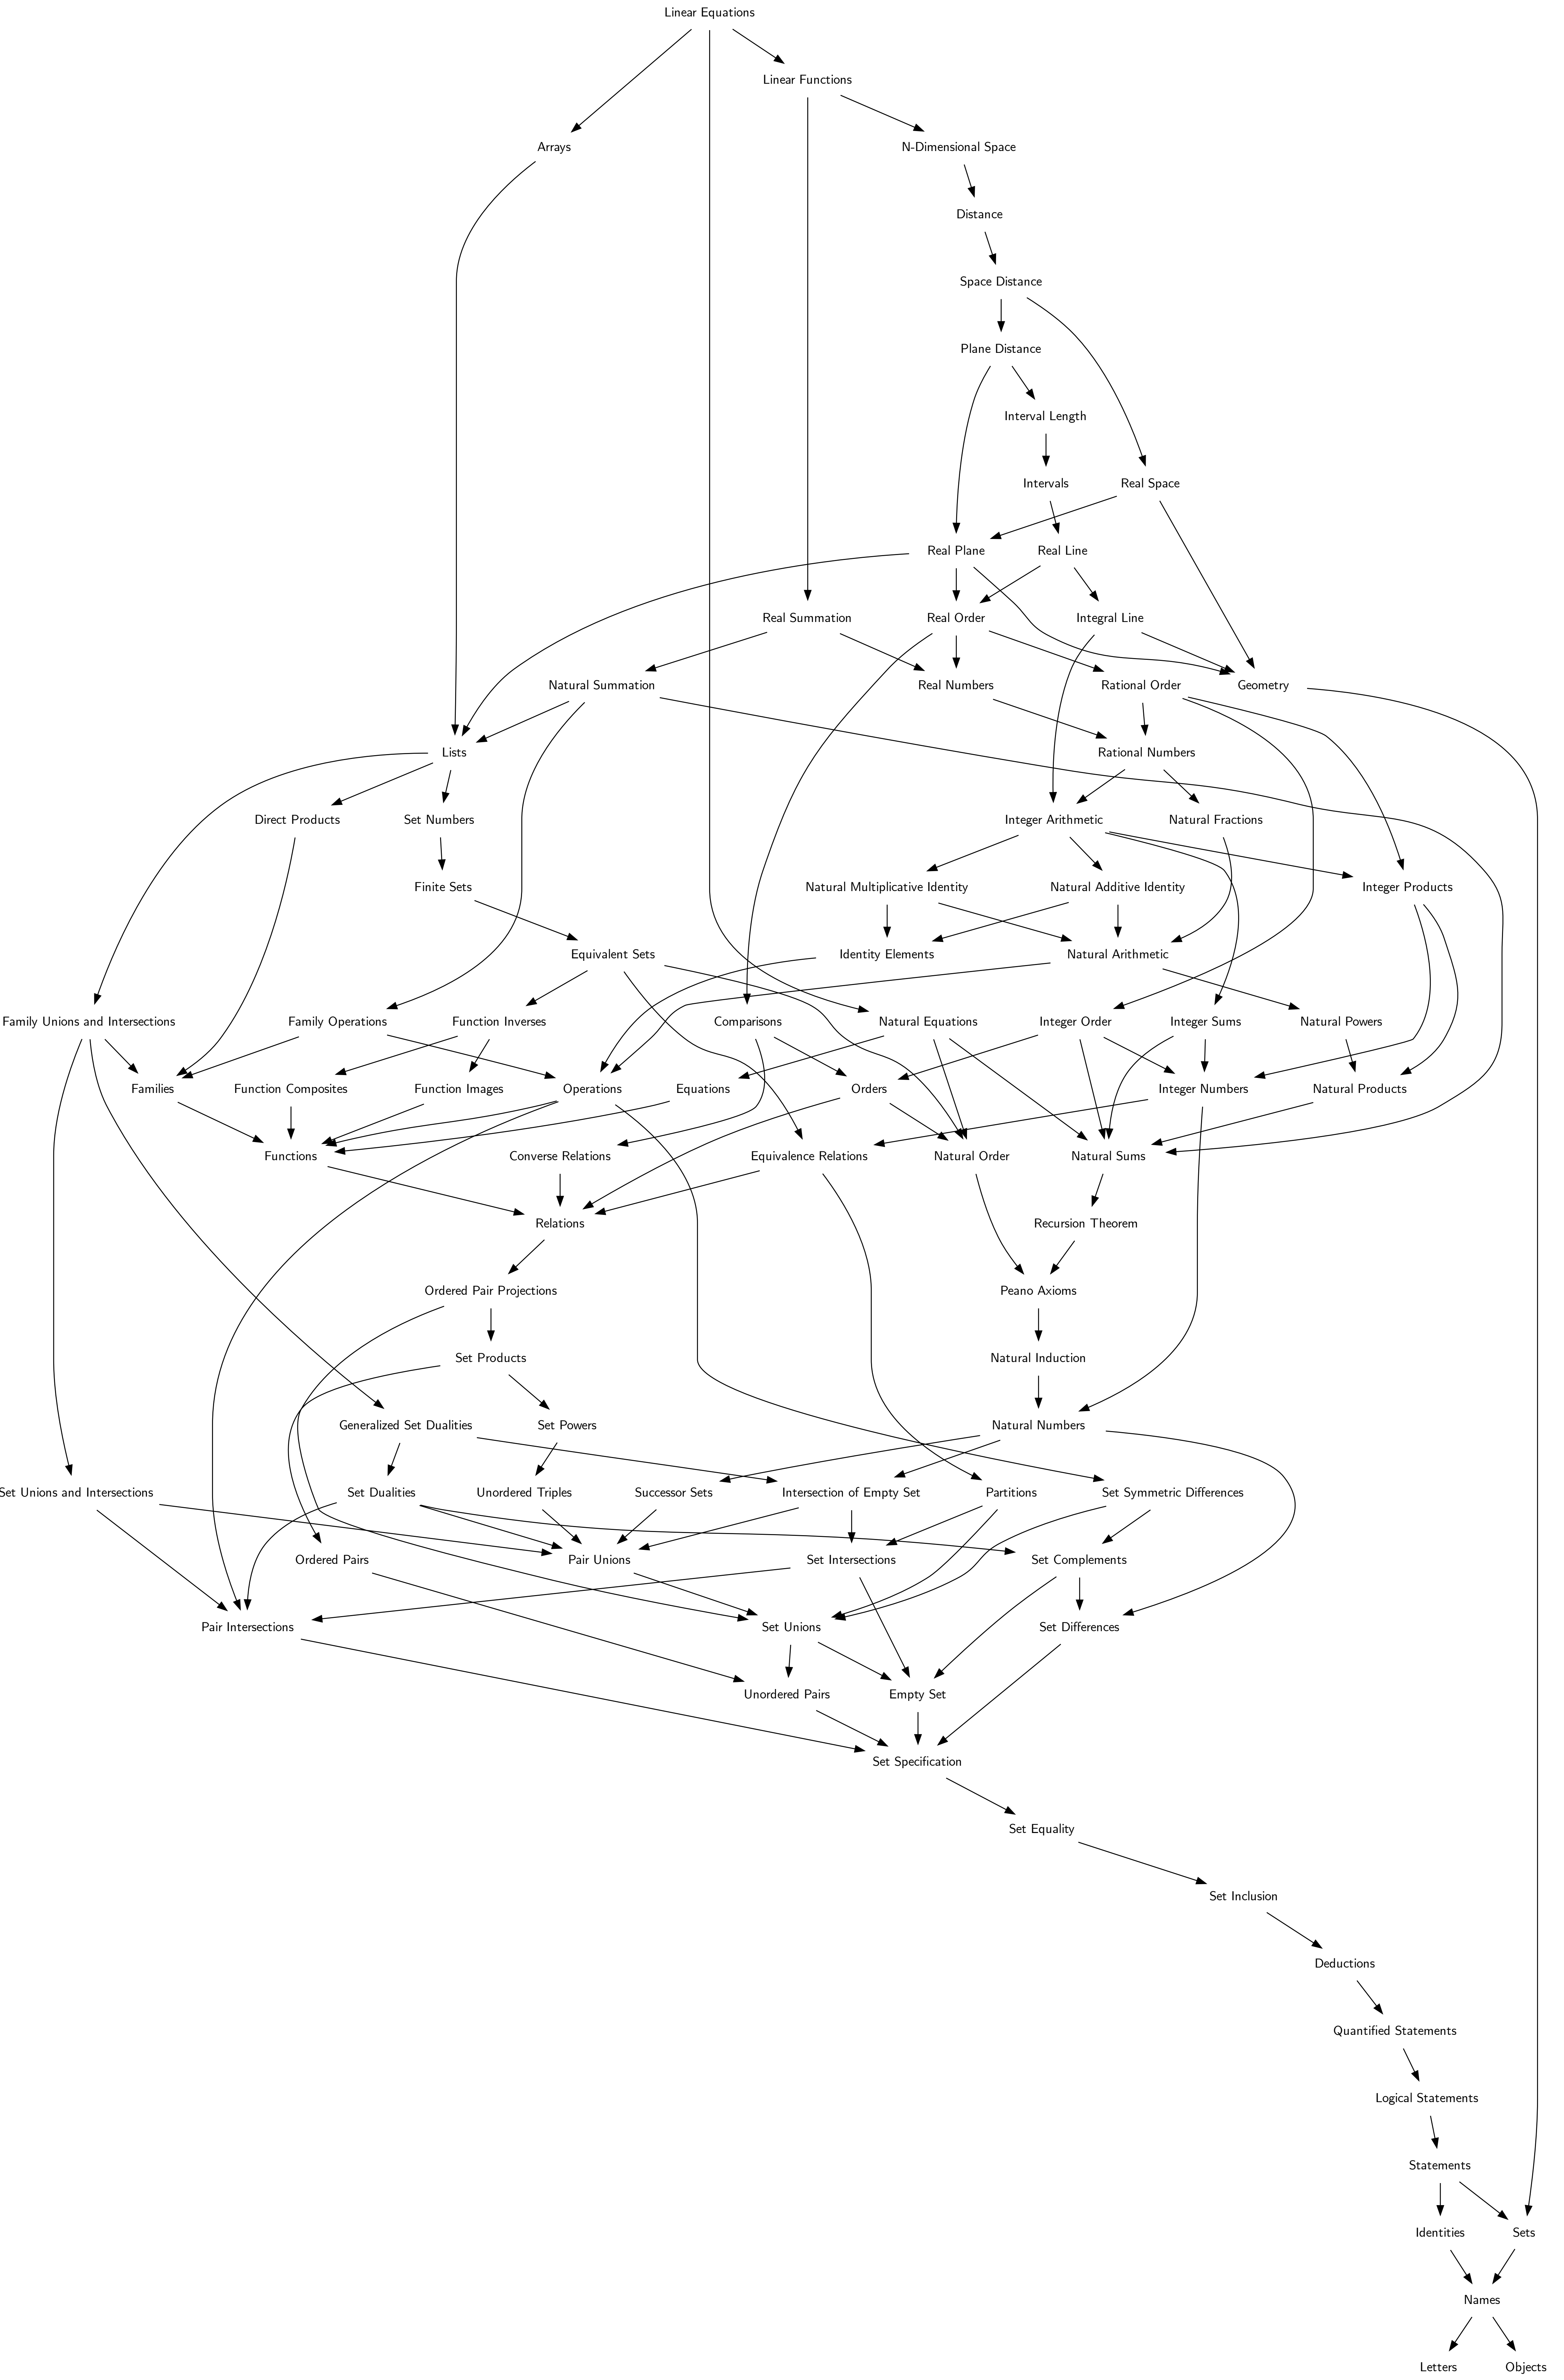 Linear Equations
Linear Functions
Arrays
N-Dimensional Space
Distance
Space Distance
Plane Distance
Interval Length
Intervals
Real Space
Real Plane
Real Line
Real Summation
Real Order
Integral Line
Natural Summation
Real Numbers
Rational Order
Geometry
Lists
Rational Numbers
Direct Products
Set Numbers
Integer Arithmetic
Natural Fractions
Finite Sets
Natural Multiplicative Identity
Natural Additive Identity
Integer Products
Equivalent Sets
Identity Elements
Natural Arithmetic
Family Unions and Intersections
Family Operations
Function Inverses
Comparisons
Natural Equations
Integer Order
Integer Sums
Natural Powers
Families
Function Composites
Function Images
Operations
Equations
Orders
Integer Numbers
Natural Products
Functions
Converse Relations
Equivalence Relations
Natural Order
Natural Sums
Relations
Recursion Theorem
Ordered Pair Projections
Peano Axioms
Set Products
Natural Induction
Generalized Set Dualities
Set Powers
Natural Numbers
Set Unions and Intersections
Set Dualities
Unordered Triples
Successor Sets
Intersection of Empty Set
Partitions
Set Symmetric Differences
Ordered Pairs
Pair Unions
Set Intersections
Set Complements
Pair Intersections
Set Unions
Set Differences
Unordered Pairs
Empty Set
Set Specification
Set Equality
Set Inclusion
Deductions
Quantified Statements
Logical Statements
Statements
Identities
Sets
Names
Letters
Objects